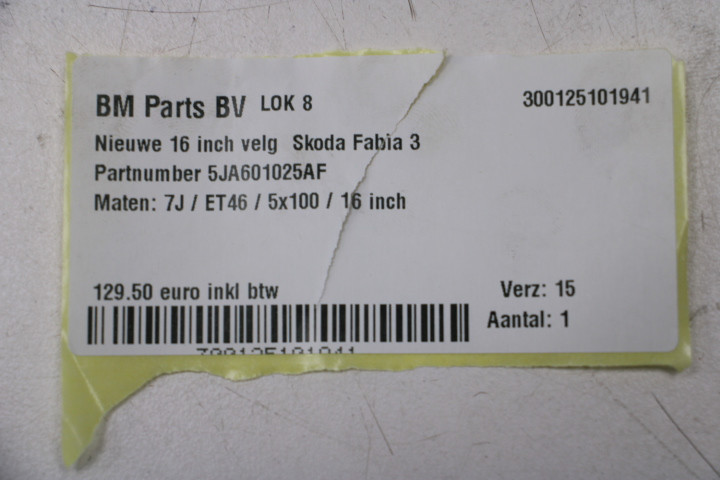 BM Parts BV LOK 8 300125101941
Nieuwe 16 inch velg Skoda Fabia 3
Partnumber 5JA601025AF
Maten: 7J / ET46 / 5x100 / 16 inch
129.50 euro inkl btw Verz: 15
Aantal: 1
300125101941